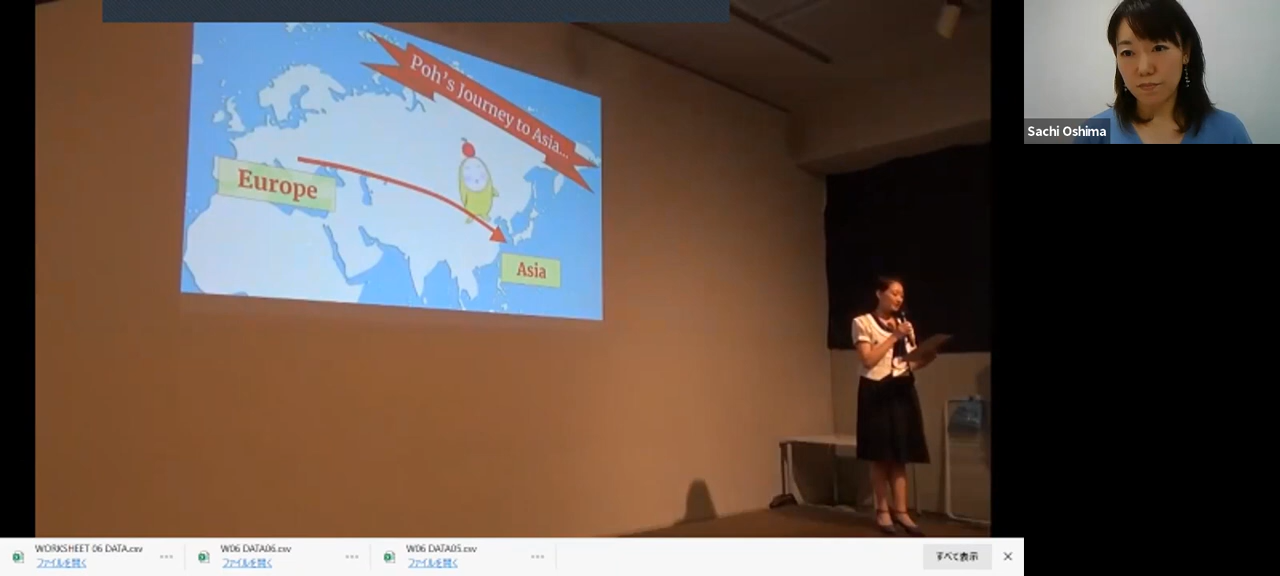 Poh's Journey to Asia...
Europe
Asia
Sachi Oshima
WORKSHEET 06 DATA.csv
ファイルを開く
W06 DATA06.csv
ファイルを開く
W06 DATA05.csv
ファイルを開く
すべて表示